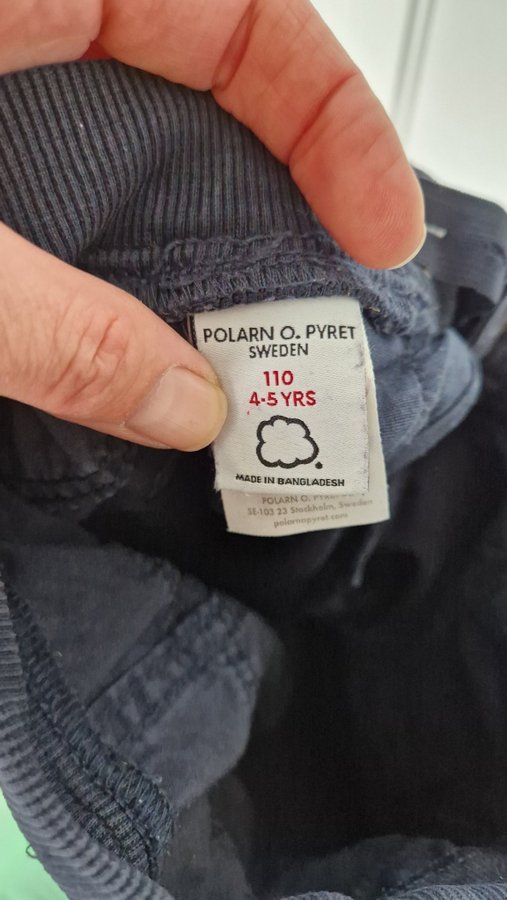 POLARN O. PYRET
SWEDEN
110
4-5 YRS
MADE IN BANGLADESH
POLARN O. PYRET
SE-103 23 Stockholm, Sweden
polarnopyret.com